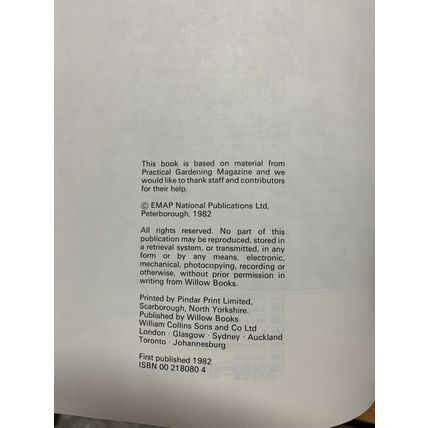 This book is based on material from
Practical Gardening Magazine and we
would like to thank staff and contributors
for their help.
© EMAP National Publications Ltd,
Peterborough, 1982
All rights reserved. No part of this
publication may be reproduced, stored in
a retrieval system, or transmitted, in any
form or by any means, electronic,
mechanical, photocopying, recording or
otherwise, without prior permission in
writing from Willow Books.
Printed by Pindar Print Limited,
Scarborough, North Yorkshire.
Published by Willow Books
William Collins Sons and Co Ltd
London · Glasgow · Sydney · Auckland
Toronto · Johannesburg
First published 1982
ISBN 00 218080 4